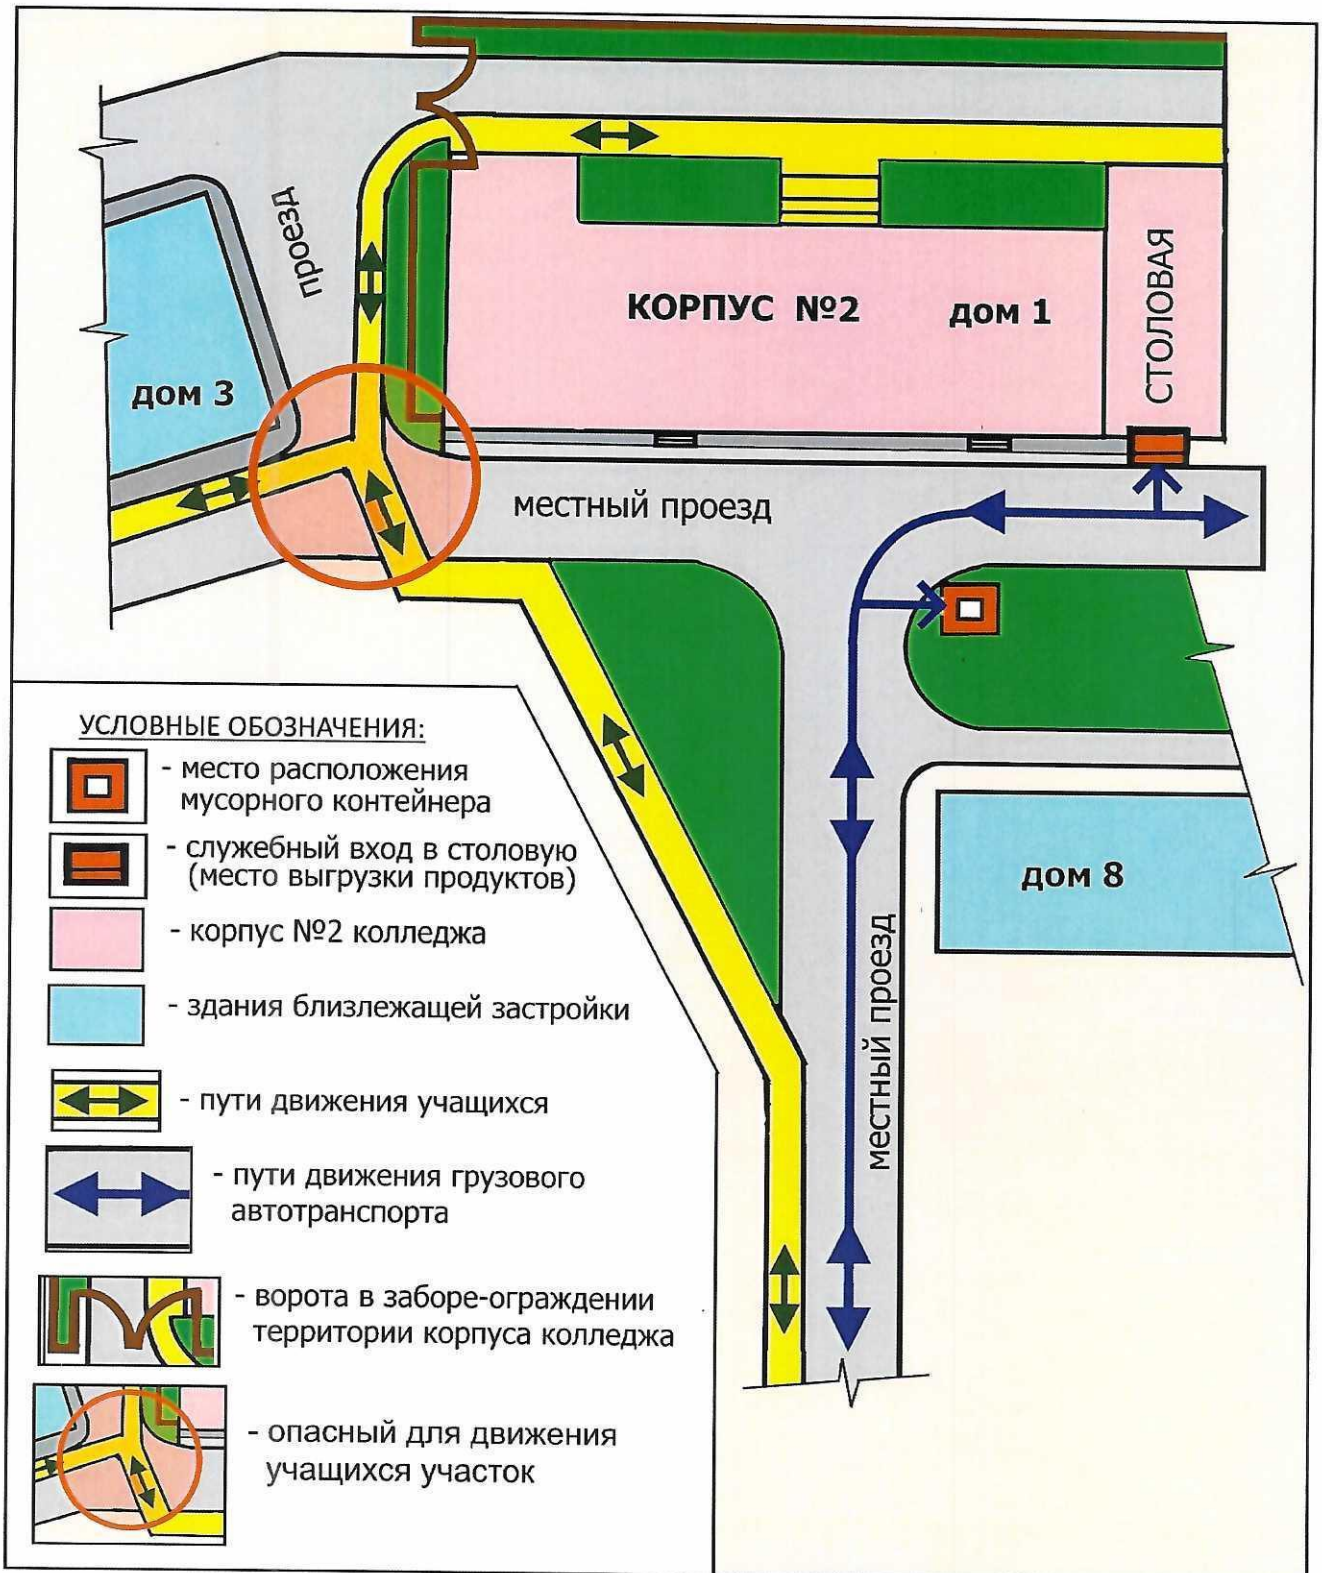 проезд
КОРПУС №2 дом 1
СТОЛОВАЯ
дом 3
местный проезд
дом 8
местный проезд
УСЛОВНЫЕ ОБОЗНАЧЕНИЯ:
- место расположения
мусорного контейнера
- служебный вход в столовую
(место выгрузки продуктов)
- корпус №2 колледжа
- здания близлежащей застройки
- пути движения учащихся
- пути движения грузового
автотранспорта
- ворота в заборе-ограждении
территории корпуса колледжа
- опасный для движения
учащихся участок